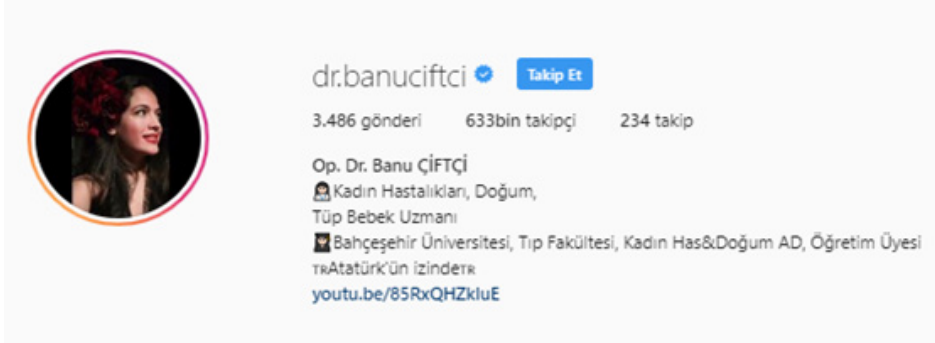 dr.banuciftci Takip Et
3.486 gönderi 633bin takipçi 234 takip
Op. Dr. Banu ÇİFTÇİ
Kadın Hastalıkları, Doğum,
Tüp Bebek Uzmanı
Bahçeşehir Üniversitesi, Tıp Fakültesi, Kadın Has&Doğum AD, Öğretim Üyesi
TRAtatürk'ün izindeTR
youtu.be/85RxQHZkluE